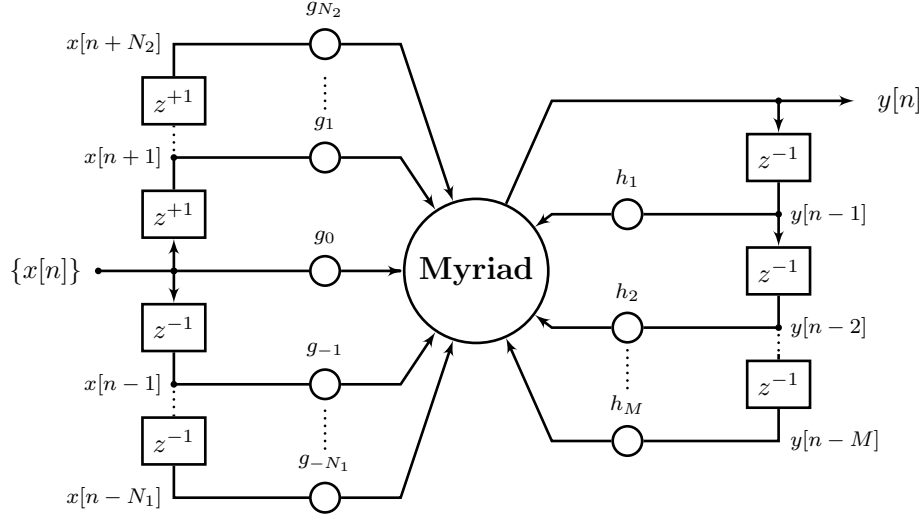 g_{N_2}
x[n + N_2]
z^{+1}
g_1
x[n + 1]
z^{+1}
g_0
{x[n]}
z^{-1}
g_{-1}
x[n − 1]
z^{-1}
g_{-N_1}
x[n − N_1]
Myriad
y[n]
z^{-1}
h_1
y[n − 1]
z^{-1}
h_2
y[n − 2]
z^{-1}
h_M
y[n − M]